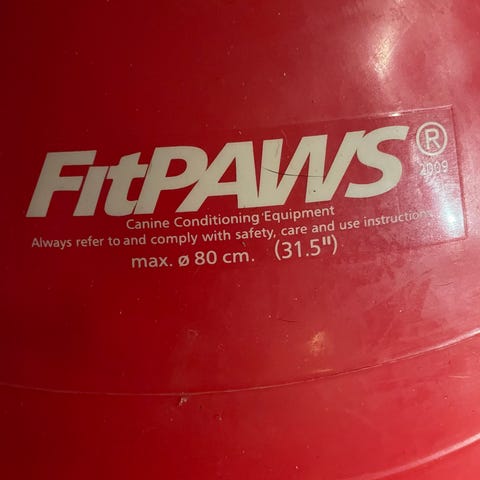 FitPAWS®
2009
Canine Conditioning Equipment
Always refer to and comply with safety, care and use instructions
max. ø 80 cm. (31.5")